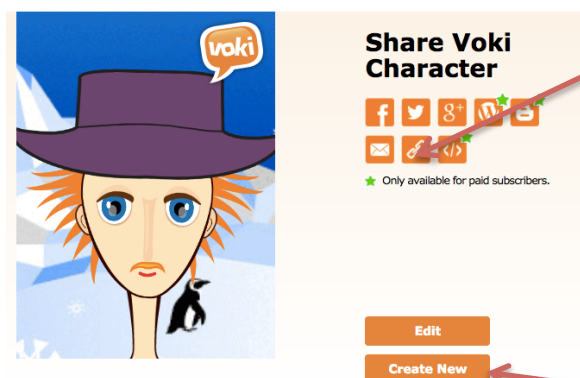 voki
Share Voki
Character
f
g+
W
B
</>
Only available for paid subscribers.
Edit
Create New